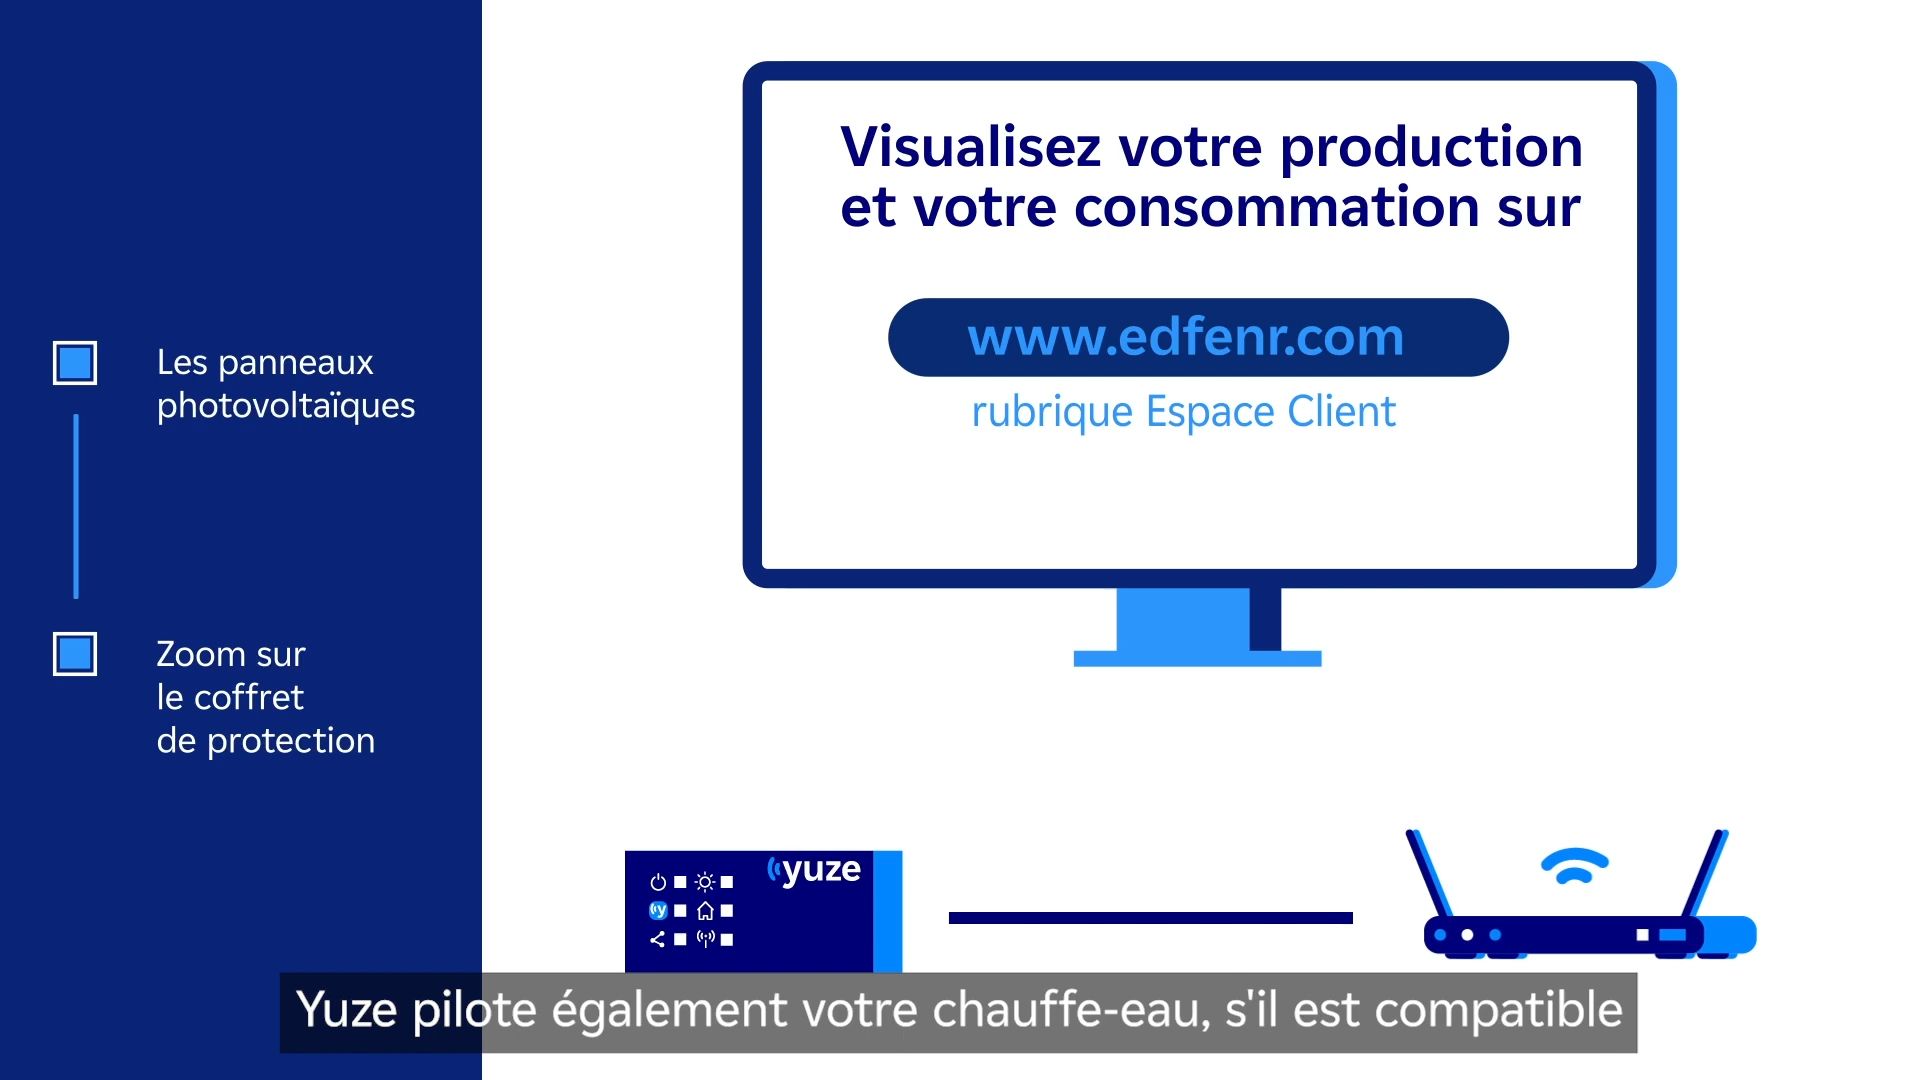 Les panneaux
photovoltaïques
Zoom sur
le coffret
de protection
Visualisez votre production
et votre consommation sur
www.edfenr.com
rubrique Espace Client
yuze
y
Yuze pilote également votre chauffe-eau, s'il est compatible